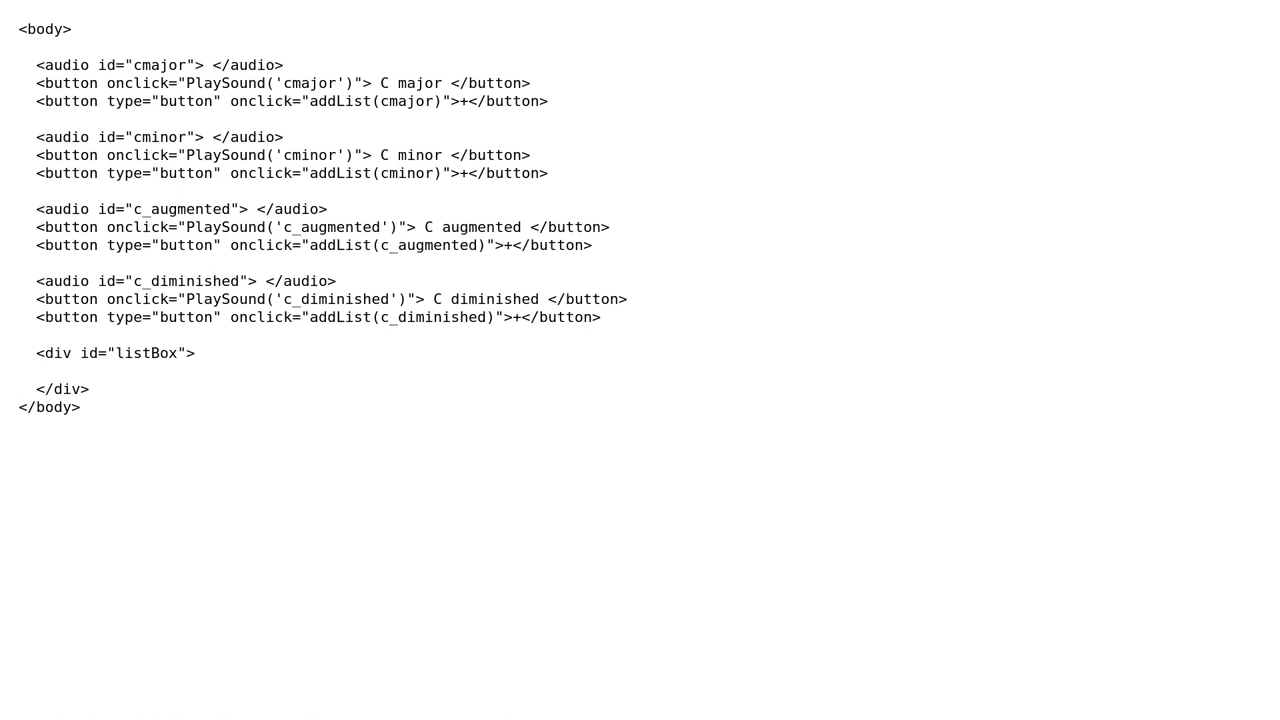 <body>
<audio id="cmajor"> </audio>
<button onclick="PlaySound('cmajor')"> C major </button>
<button type="button" onclick="addList(cmajor)">+</button>
<audio id="cminor"> </audio>
<button onclick="PlaySound('cminor')"> C minor </button>
<button type="button" onclick="addList(cminor)">+</button>
<audio id="c_augmented"> </audio>
<button onclick="PlaySound('c_augmented')"> C augmented </button>
<button type="button" onclick="addList(c_augmented)">+</button>
<audio id="c_diminished"> </audio>
<button onclick="PlaySound('c_diminished')"> C diminished </button>
<button type="button" onclick="addList(c_diminished)">+</button>
<div id="listBox">
</div>
</body>